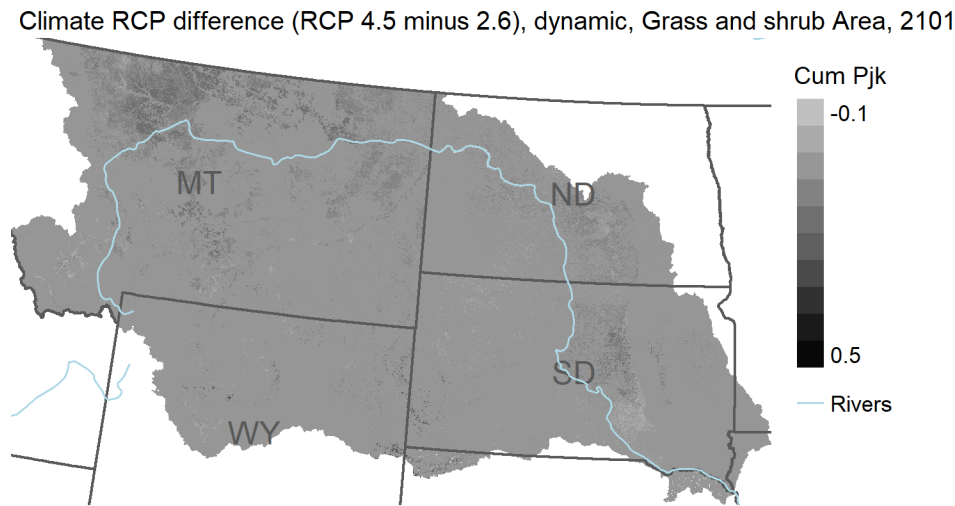 Climate RCP difference (RCP 4.5 minus 2.6), dynamic, Grass and shrub Area, 2101
Cum Pjk
-0.1
MT
ND
0.5
SD
Rivers
WY